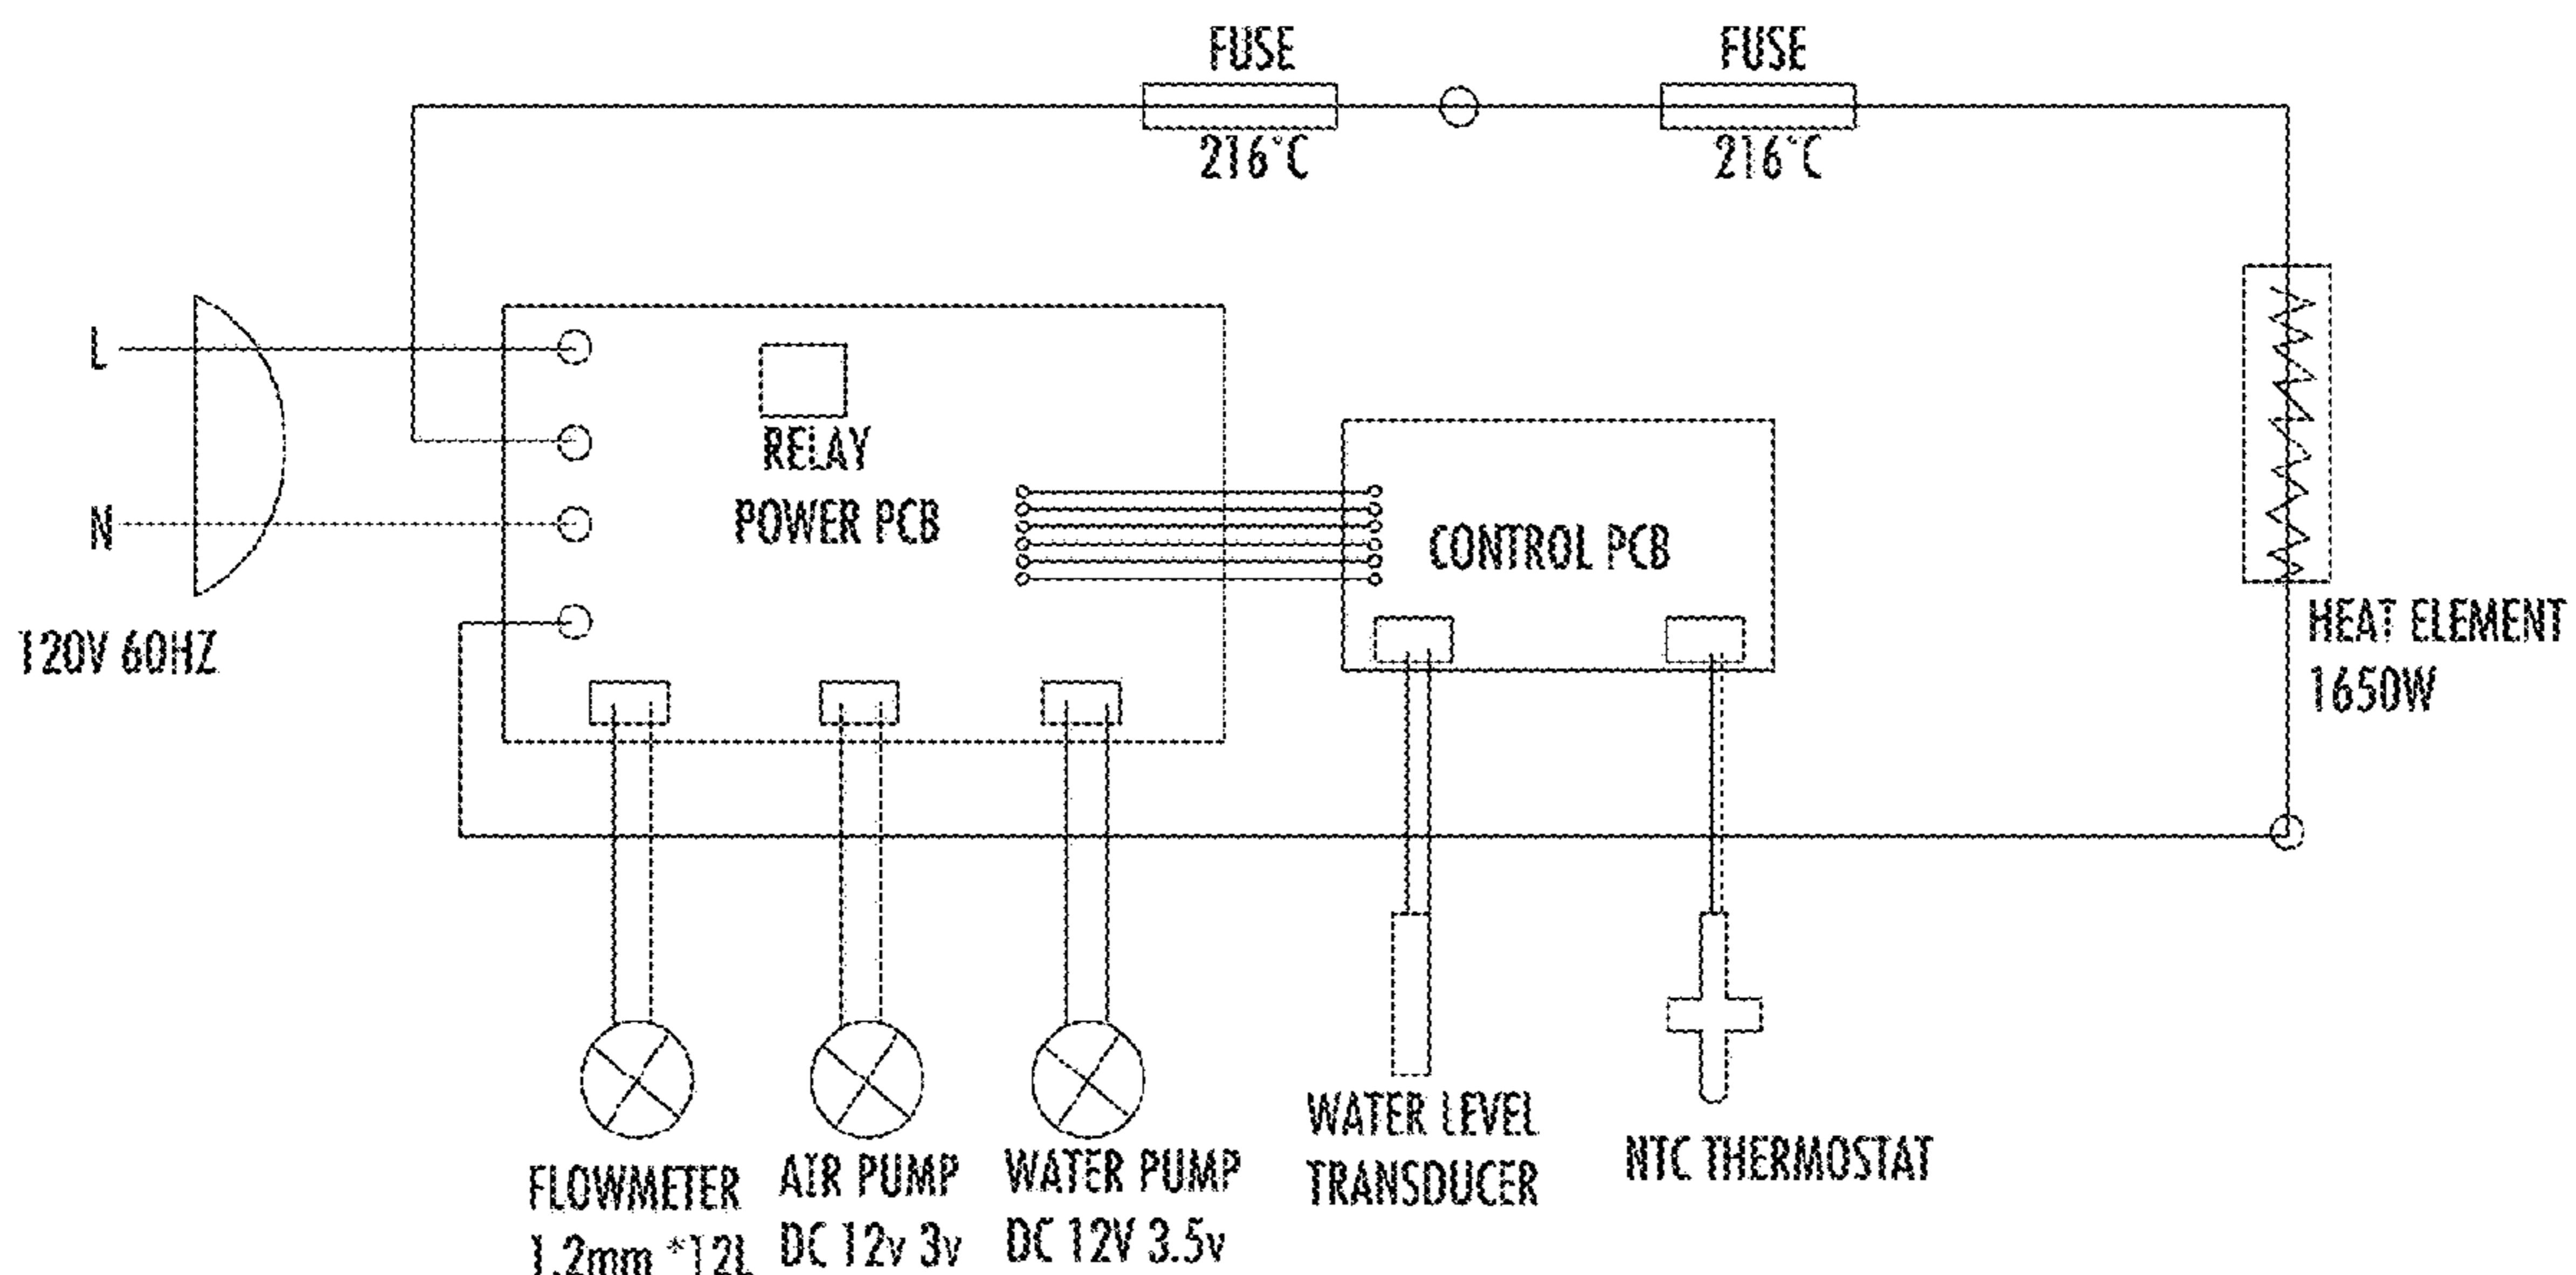 FUSE
216°C
FUSE
216°C
L
N
120V 60HZ
RELAY
POWER PCB
CONTROL PCB
HEAT ELEMENT
1650W
FLOWMETER
1.2mm *12L
AIR PUMP
DC 12v 3v
WATER PUMP
DC 12V 3.5v
WATER LEVEL
TRANSDUCER
NTC THERMOSTAT